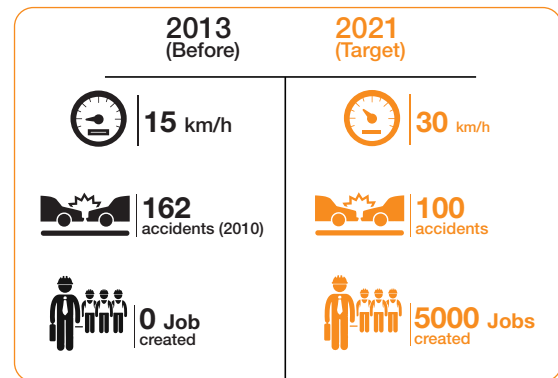 2013
(Before)
2021
(Target)
15 km/h
30 km/h
162
accidents (2010)
100
accidents
0 Job
created
5000 Jobs
created